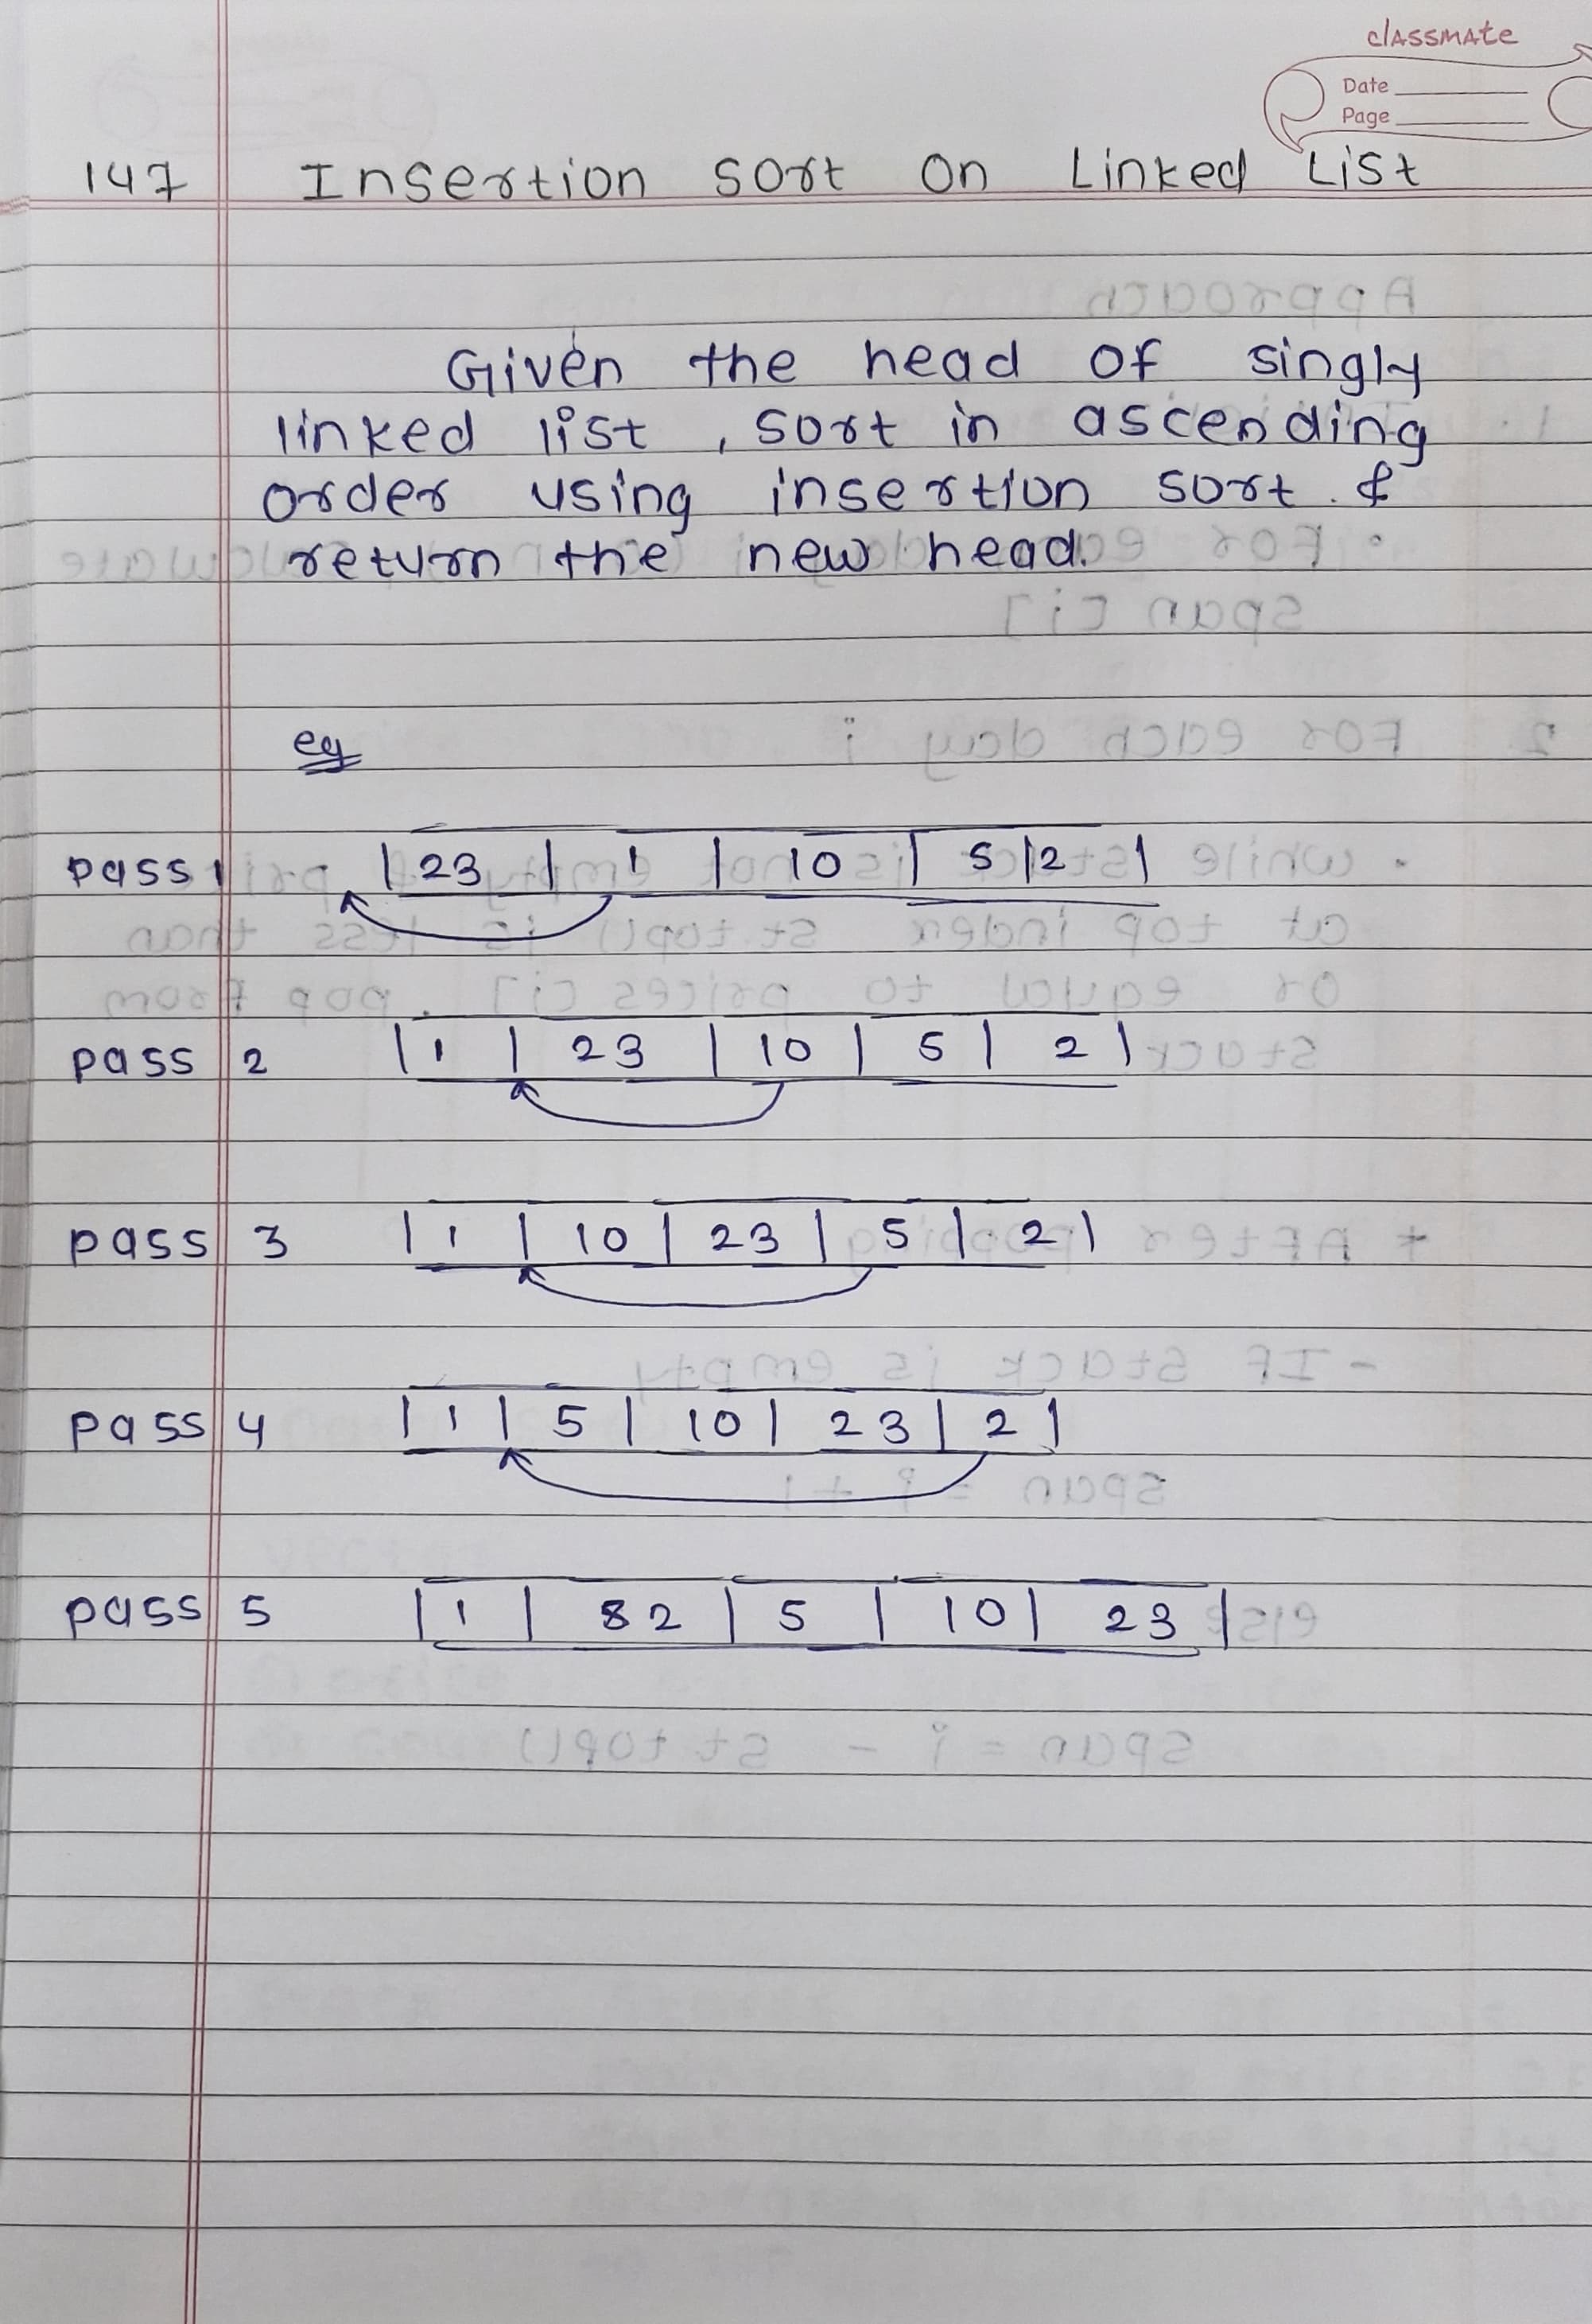 classmate
Date
Page
147 Insertion sort on Linked List
Given the head of singly
linked list , sort in ascending
order using insertion sort . &
return the new head.
eg
pass 1 | 23 | 1 | 10 | 5 | 2 |
pass 2 | 1 | 23 | 10 | 5 | 2 |
pass 3 | 1 | 10 | 23 | 5 | 2 |
pass 4 | 1 | 5 | 10 | 23 | 2 |
pass 5 | 1 | 82 | 5 | 10 | 23 |